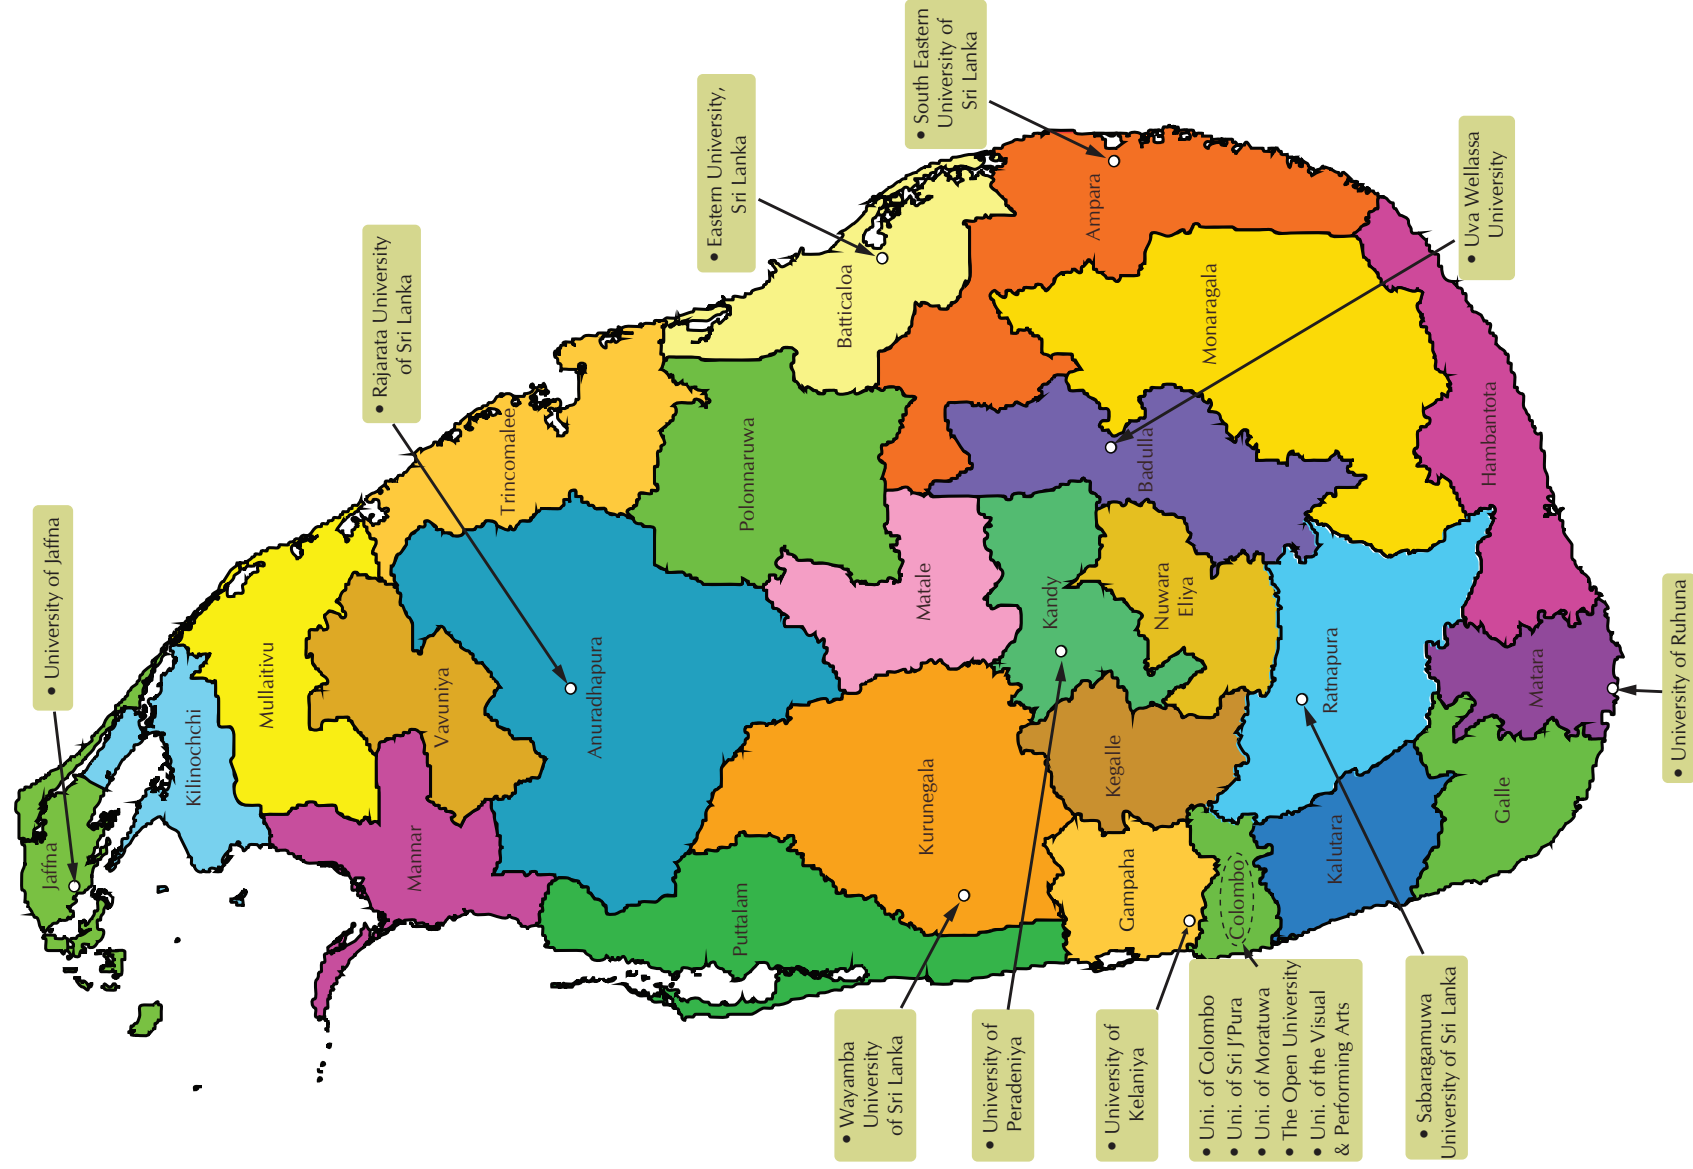 • University of Jaffna
Jaffna
Kilinochchi
Mullaitivu
• Rajarata University
of Sri Lanka
Mannar
Vavuniya
Trincomalee
Anuradhapura
• Eastern University,
Sri Lanka
Puttalam
Polonnaruwa
Batticaloa
• South Eastern
University of
Sri Lanka
Kurunegala
Matale
Ampara
• Wayamba
University
of Sri Lanka
Kandy
• University of
Peradeniya
Kegalle
Nuwara
Eliya
Badulla
Monaragala
• Uva Wellassa
University
Gampaha
• University of
Kelaniya
Colombo
• Uni. of Colombo
• Uni. of Sri J'Pura
• Uni. of Moratuwa
• The Open University
• Uni. of the Visual
& Performing Arts
Kalutara
Ratnapura
• Sabaragamuwa
University of Sri Lanka
Galle
Matara
Hambantota
• University of Ruhuna